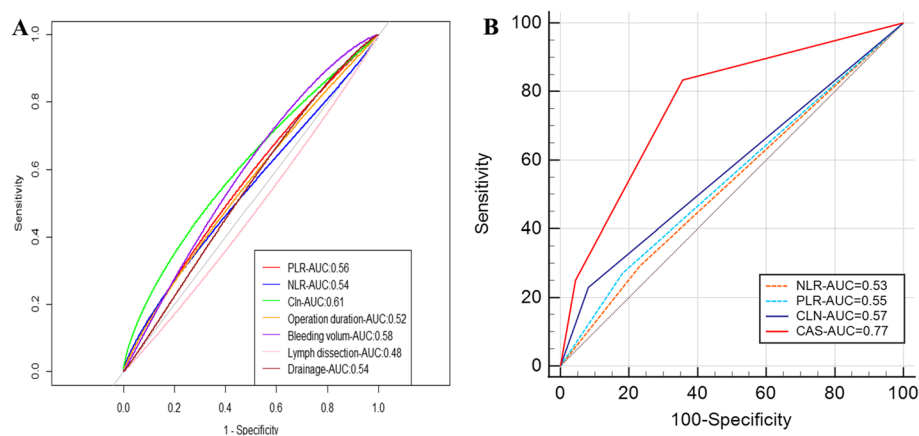 A
B
Sensitivity
0.0
0.2
0.4
0.6
0.8
1.0
PLR-AUC:0.56
NLR-AUC:0.54
Cln-AUC:0.61
Operation duration-AUC:0.52
Bleeding volum-AUC:0.58
Lymph dissection-AUC:0.48
Drainage-AUC:0.54
0.0 0.2 0.4 0.6 0.8 1.0
1 - Specificity
Sensitivity
100
80
60
40
20
0
NLR-AUC=0.53
PLR-AUC=0.55
CLN-AUC=0.57
CAS-AUC=0.77
0 20 40 60 80 100
100-Specificity